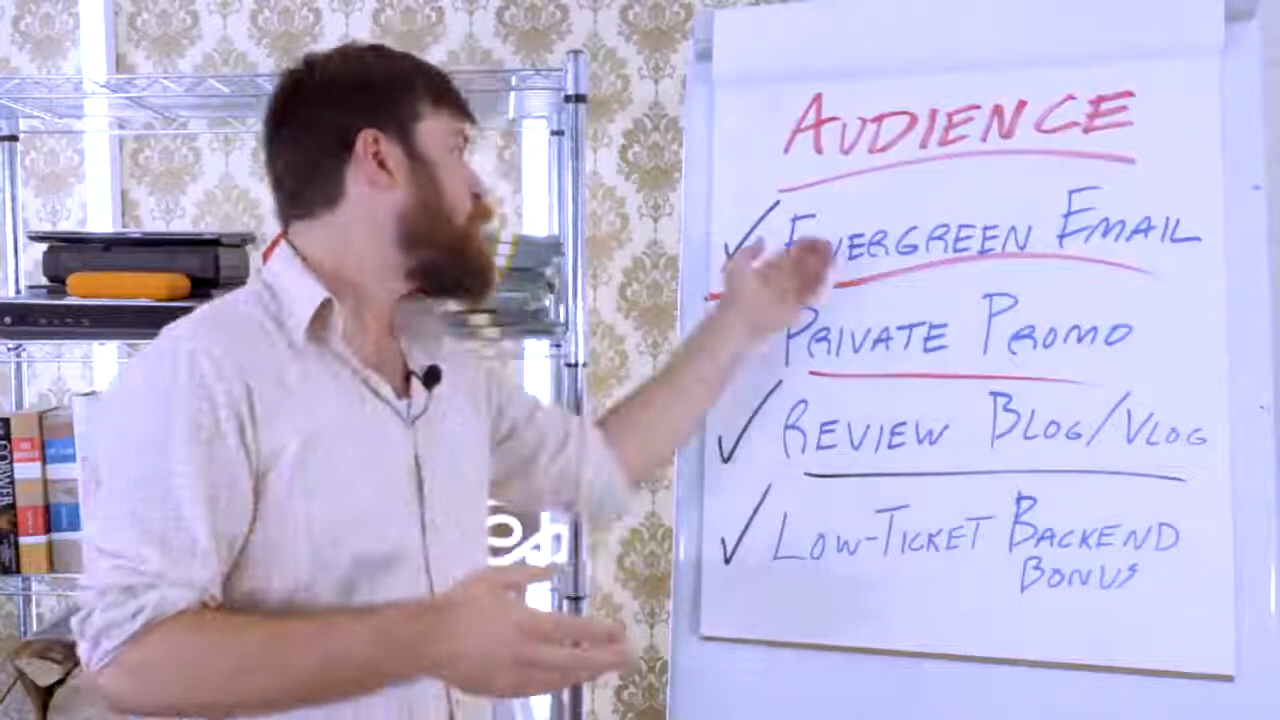 AUDIENCE
EVERGREEN EMAIL
PRIVATE PROMO
REVIEW BLOG/VLOG
LOW-TICKET BACKEND
BONUS